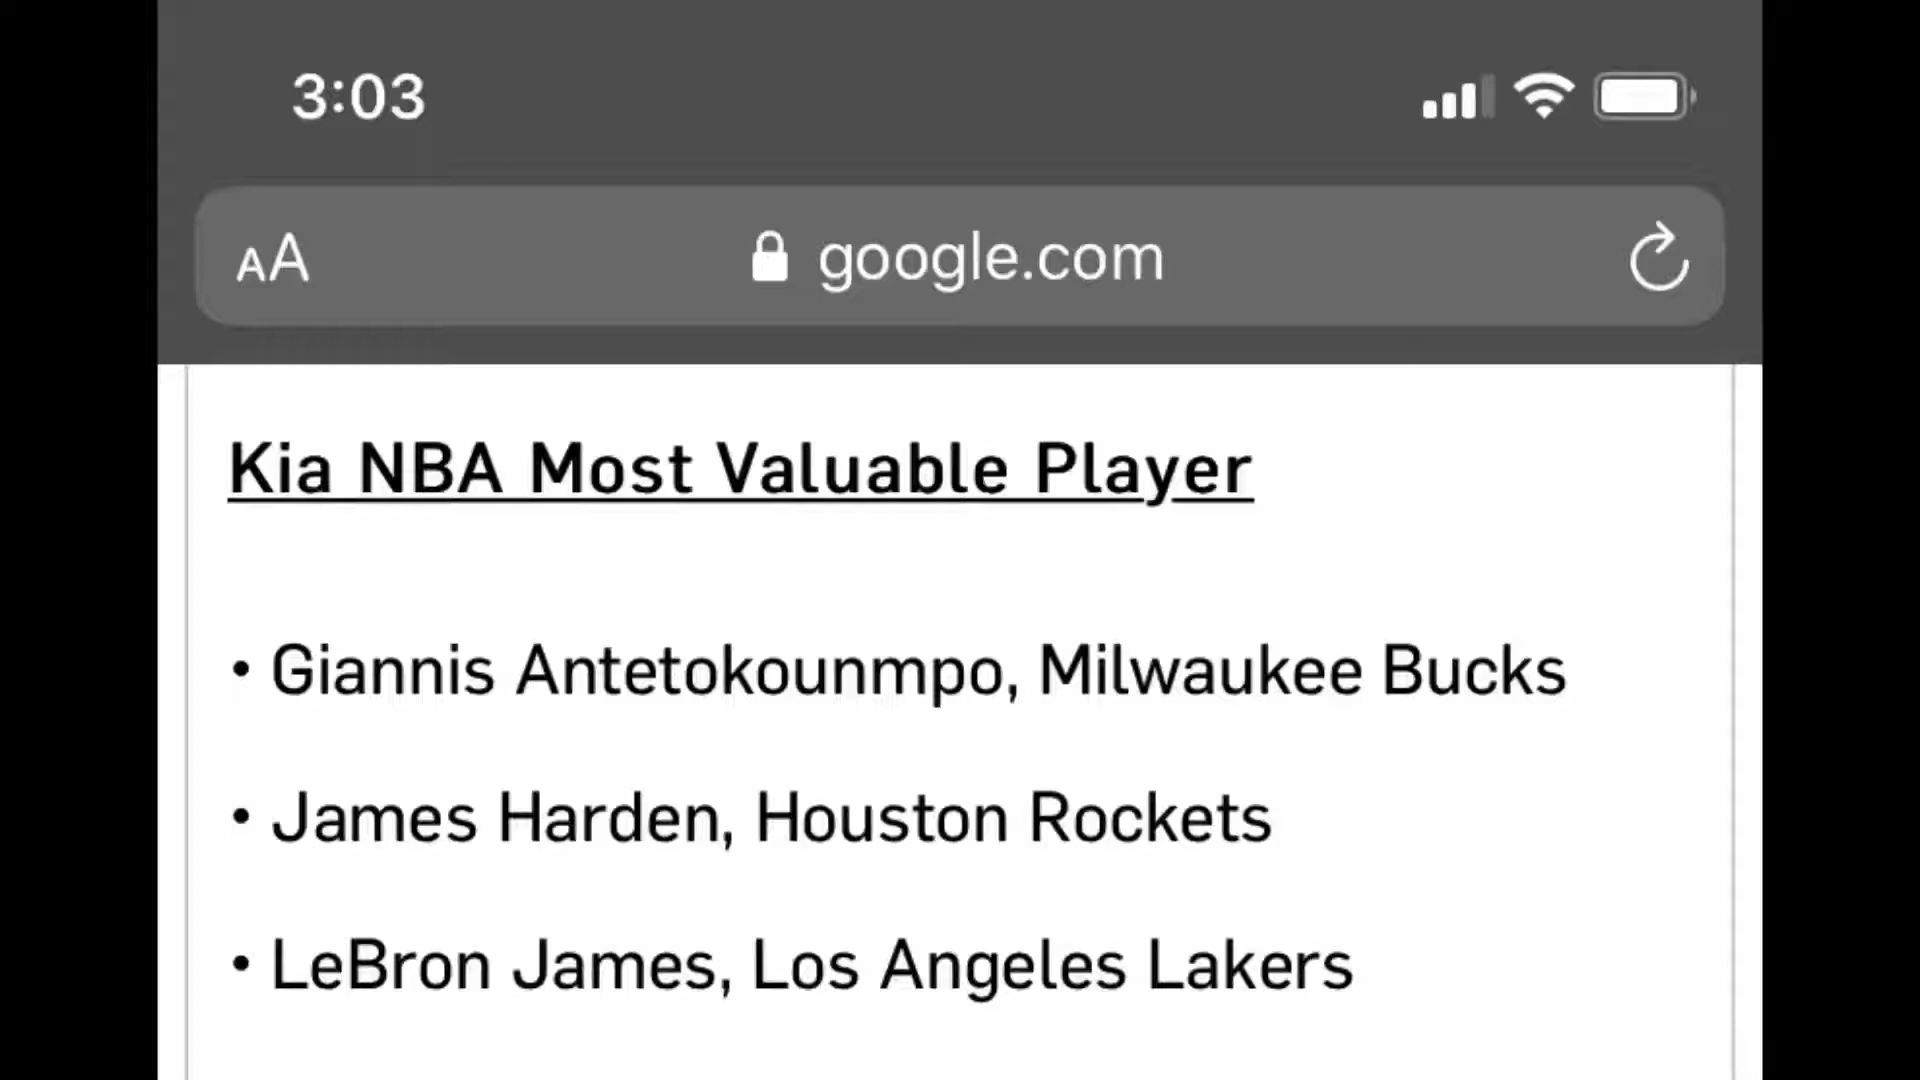 3:03
AA google.com
Kia NBA Most Valuable Player
• Giannis Antetokounmpo, Milwaukee Bucks
• James Harden, Houston Rockets
• LeBron James, Los Angeles Lakers